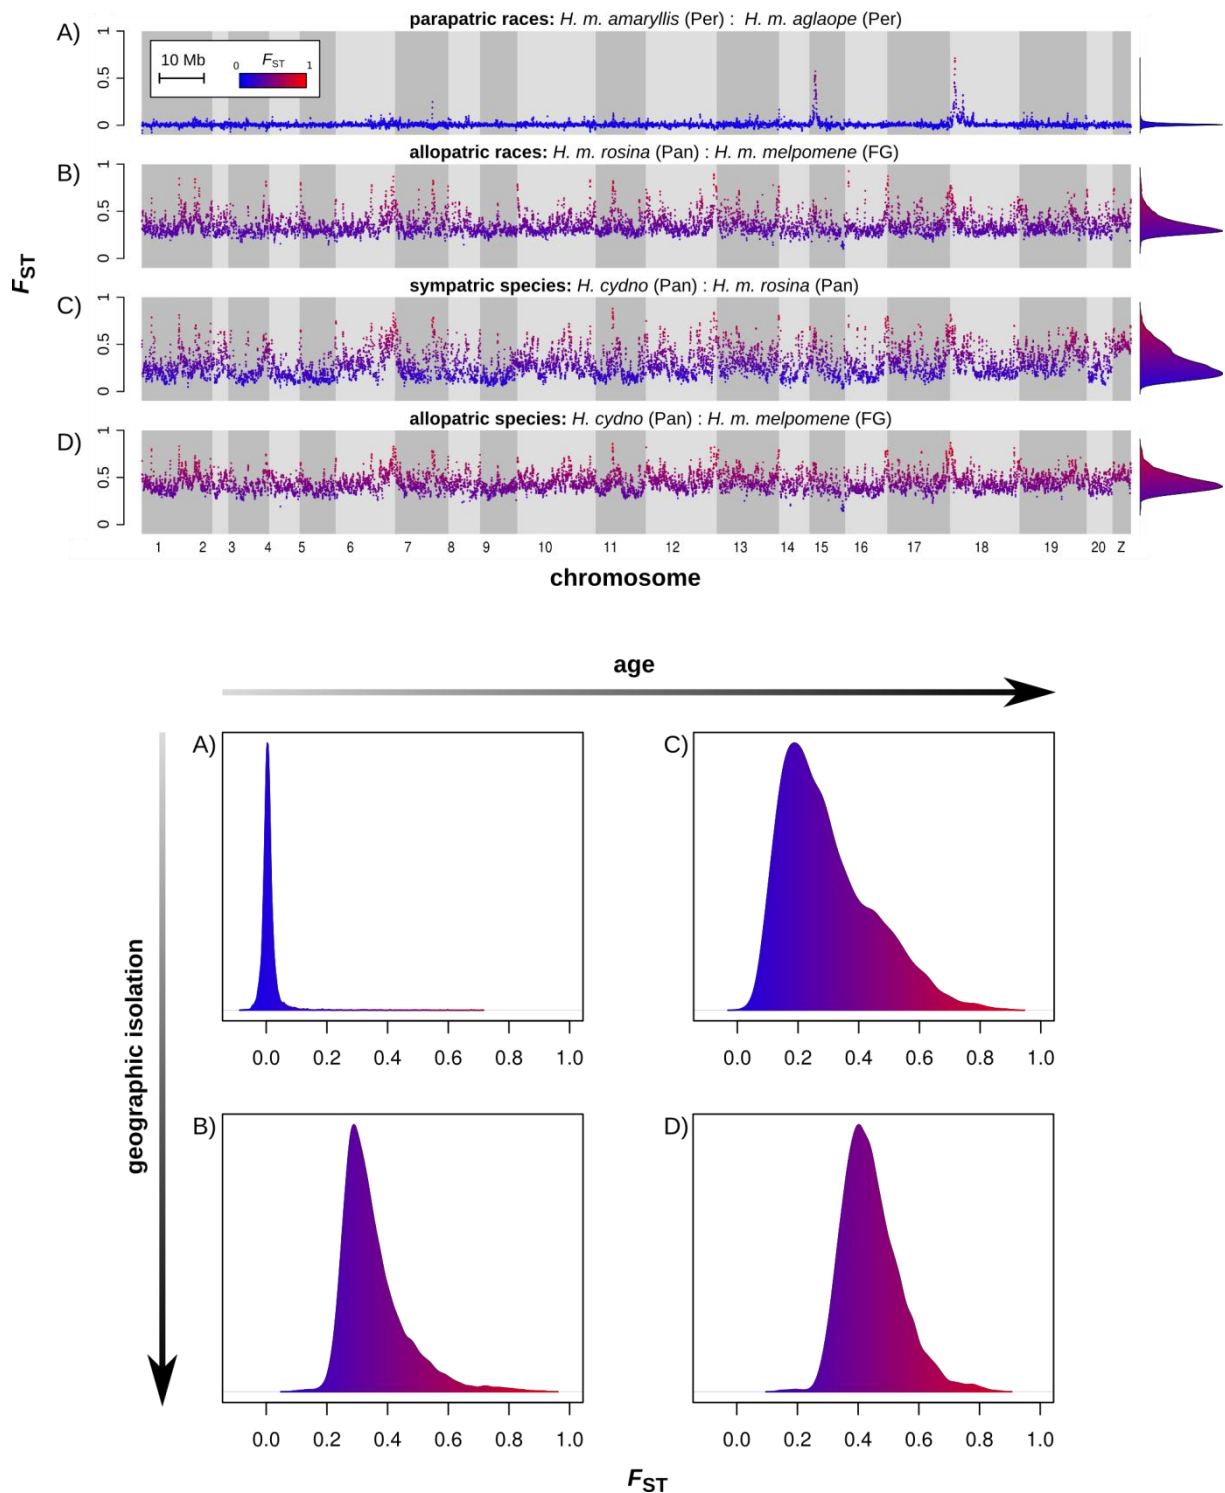 parapatric races: H. m. amaryllis (Per) : H. m. aglaope (Per)
A)
1
0.5
0
10 Mb
FST
0 1
allopatric races: H. m. rosina (Pan) : H. m. melpomene (FG)
B)
1
0.5
0
FST
sympatric species: H. cydno (Pan) : H. m. rosina (Pan)
C)
1
0.5
0
allopatric species: H. cydno (Pan) : H. m. melpomene (FG)
D)
1
0.5
0
1 2 3 4 5 6 7 8 9 10 11 12 13 14 15 16 17 18 19 20 Z
chromosome
age
geographic isolation
A)
0.0 0.2 0.4 0.6 0.8 1.0
C)
0.0 0.2 0.4 0.6 0.8 1.0
B)
0.0 0.2 0.4 0.6 0.8 1.0
D)
0.0 0.2 0.4 0.6 0.8 1.0
FST